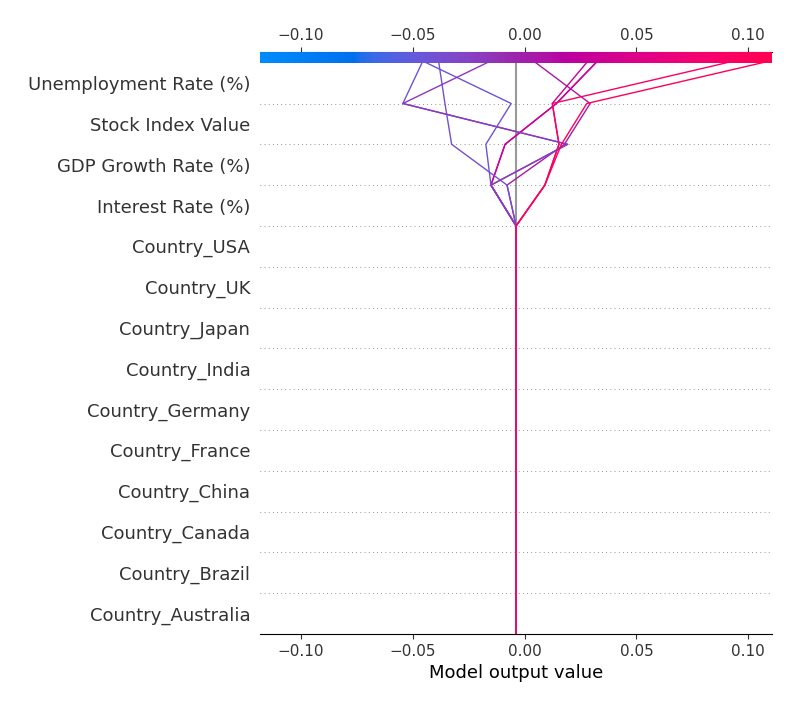 −0.10 −0.05 0.00 0.05 0.10
Unemployment Rate (%)
Stock Index Value
GDP Growth Rate (%)
Interest Rate (%)
Country_USA
Country_UK
Country_Japan
Country_India
Country_Germany
Country_France
Country_China
Country_Canada
Country_Brazil
Country_Australia
−0.10 −0.05 0.00 0.05 0.10
Model output value